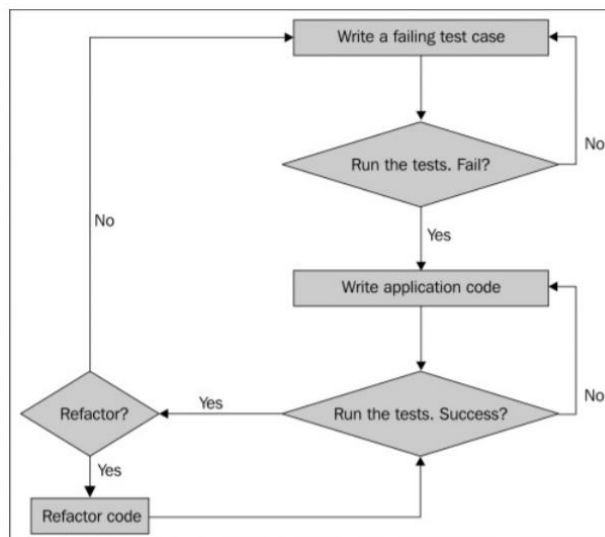 Write a failing test case
No
Run the tests. Fail?
No
Yes
Write application code
No
Refactor?
Yes
Run the tests. Success?
Yes
Refactor code